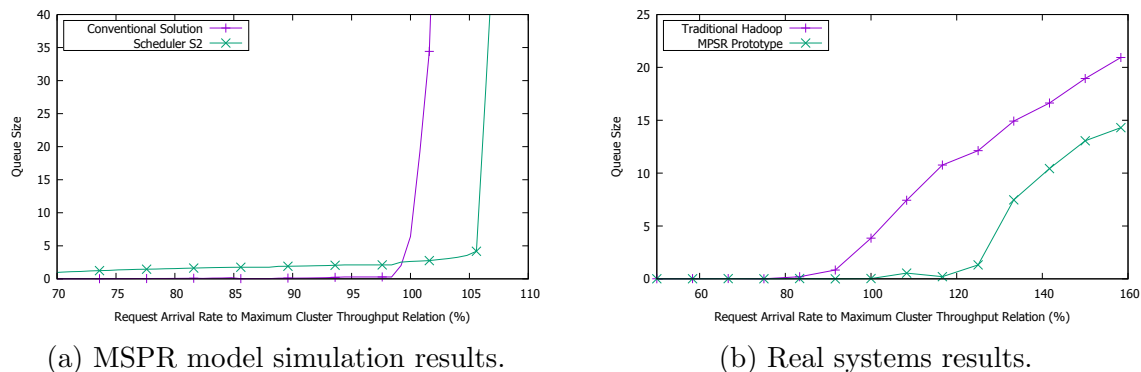 40
35
30
25
20
15
10
5
0
Queue Size
Conventional Solution
Scheduler S2
70 75 80 85 90 95 100 105 110
Request Arrival Rate to Maximum Cluster Throughput Relation (%)
(a) MSPR model simulation results.
25
20
15
10
5
0
Queue Size
Traditional Hadoop
MPSR Prototype
60 80 100 120 140 160
Request Arrival Rate to Maximum Cluster Throughput Relation (%)
(b) Real systems results.